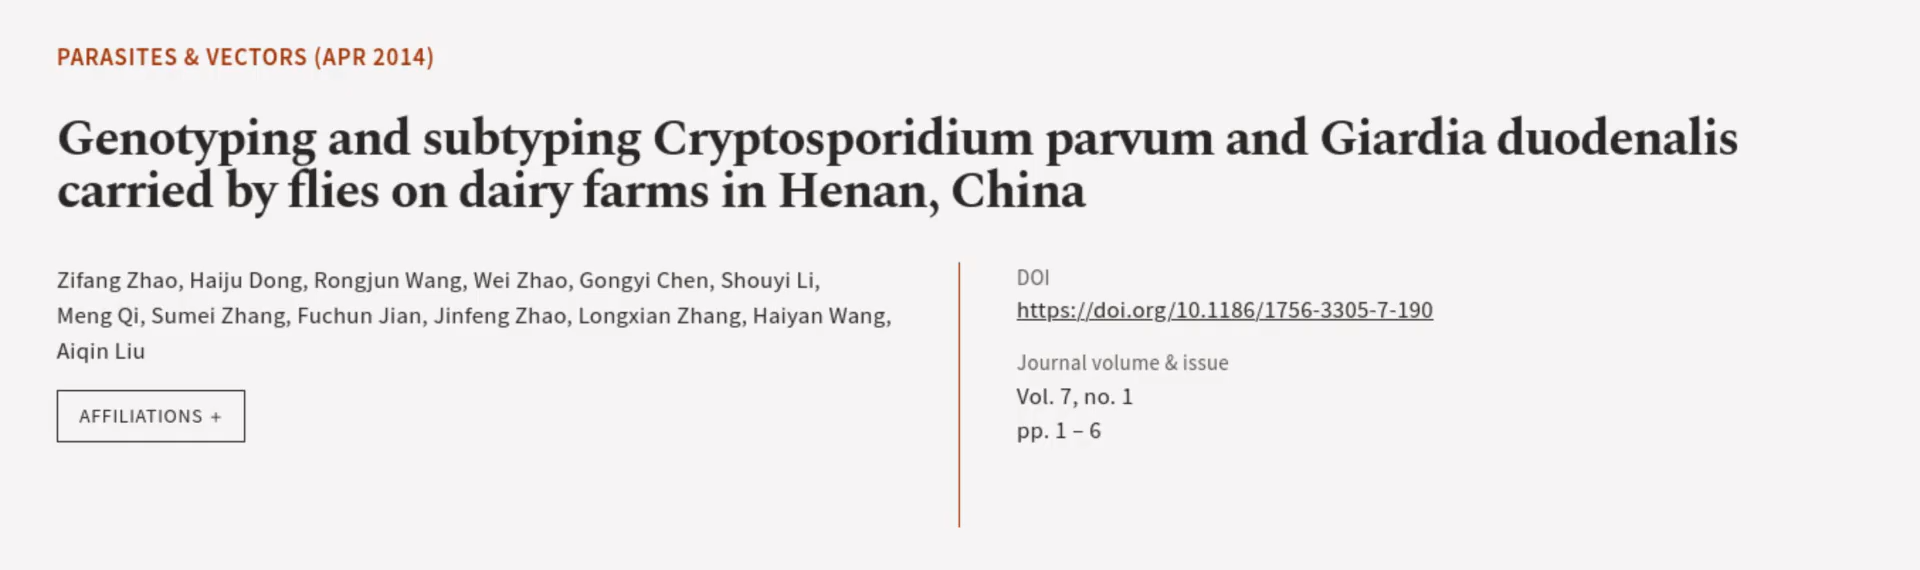 PARASITES & VECTORS (APR 2014)
Genotyping and subtyping Cryptosporidium parvum and Giardia duodenalis
carried by flies on dairy farms in Henan, China
Zifang Zhao, Haiju Dong, Rongjun Wang, Wei Zhao, Gongyi Chen, Shouyi Li,
Meng Qi, Sumei Zhang, Fuchun Jian, Jinfeng Zhao, Longxian Zhang, Haiyan Wang,
Aiqin Liu
AFFILIATIONS +
DOI
https://doi.org/10.1186/1756-3305-7-190
Journal volume & issue
Vol. 7, no. 1
pp. 1 – 6